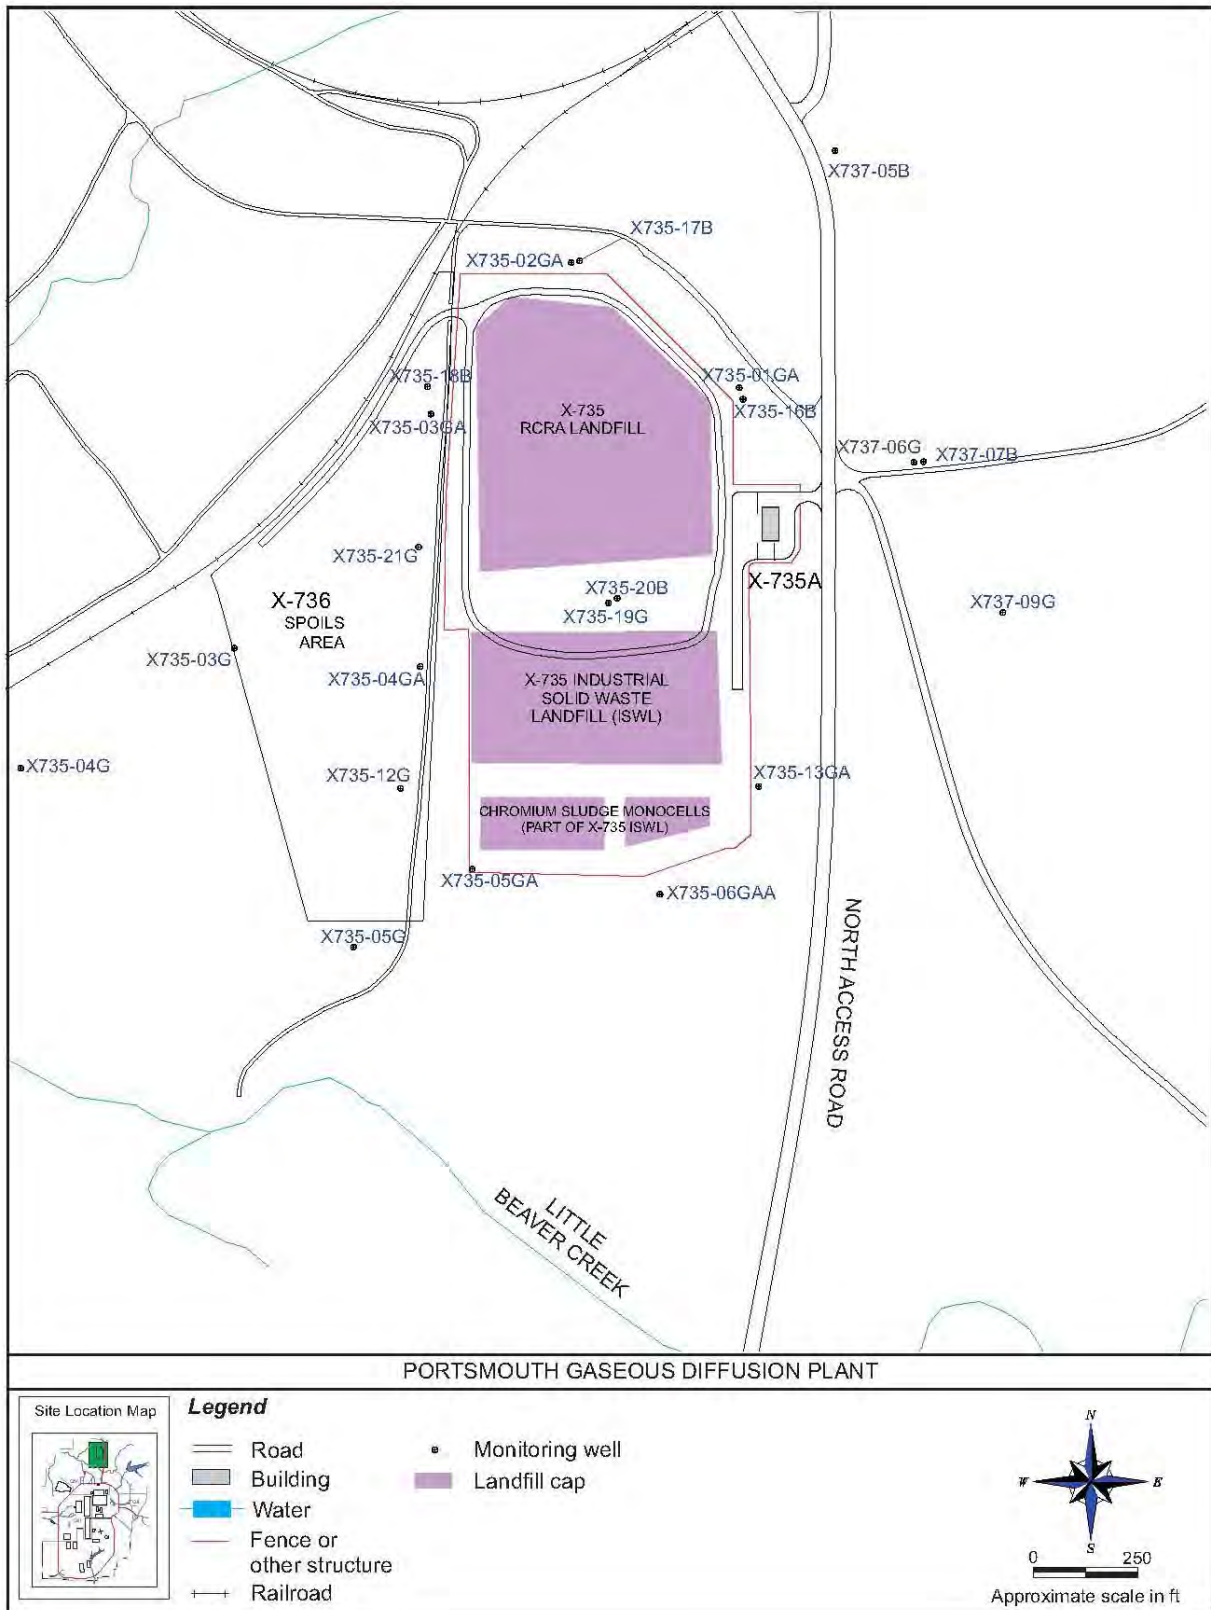 X737-05B
X735-17B
X735-02GA
X735-18B
X735-01GA
X-735
RCRA LANDFILL
X735-03GA
X735-16B
X737-06G
X737-07B
X735-21G
X-735A
X735-20B
X-736
SPOILS
AREA
X735-19G
X737-09G
X735-03G
X735-04GA
X-735 INDUSTRIAL
SOLID WASTE
LANDFILL (ISWL)
X735-04G
X735-12G
X735-13GA
CHROMIUM SLUDGE MONOCELLS
(PART OF X-735 ISWL)
X735-05GA
X735-06GAA
X735-05G
NORTH ACCESS ROAD
LITTLE
BEAVER CREEK
PORTSMOUTH GASEOUS DIFFUSION PLANT
Site Location Map
Legend
Road
Building
Water
Fence or
other structure
Railroad
Monitoring well
Landfill cap
N
W
E
S
0 250
Approximate scale in ft